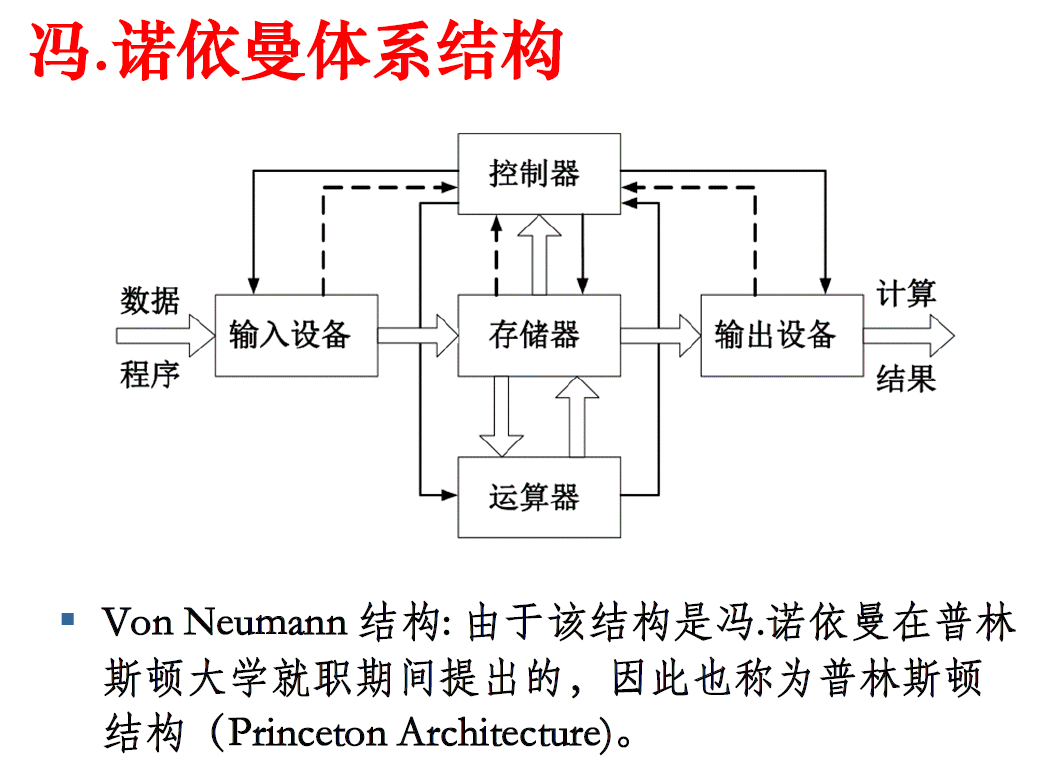 冯.诺依曼体系结构
控制器
数据
程序
输入设备
存储器
输出设备
计算
结果
运算器
Von Neumann 结构: 由于该结构是冯.诺依曼在普林
斯顿大学就职期间提出的，因此也称为普林斯顿
结构（Princeton Architecture)。